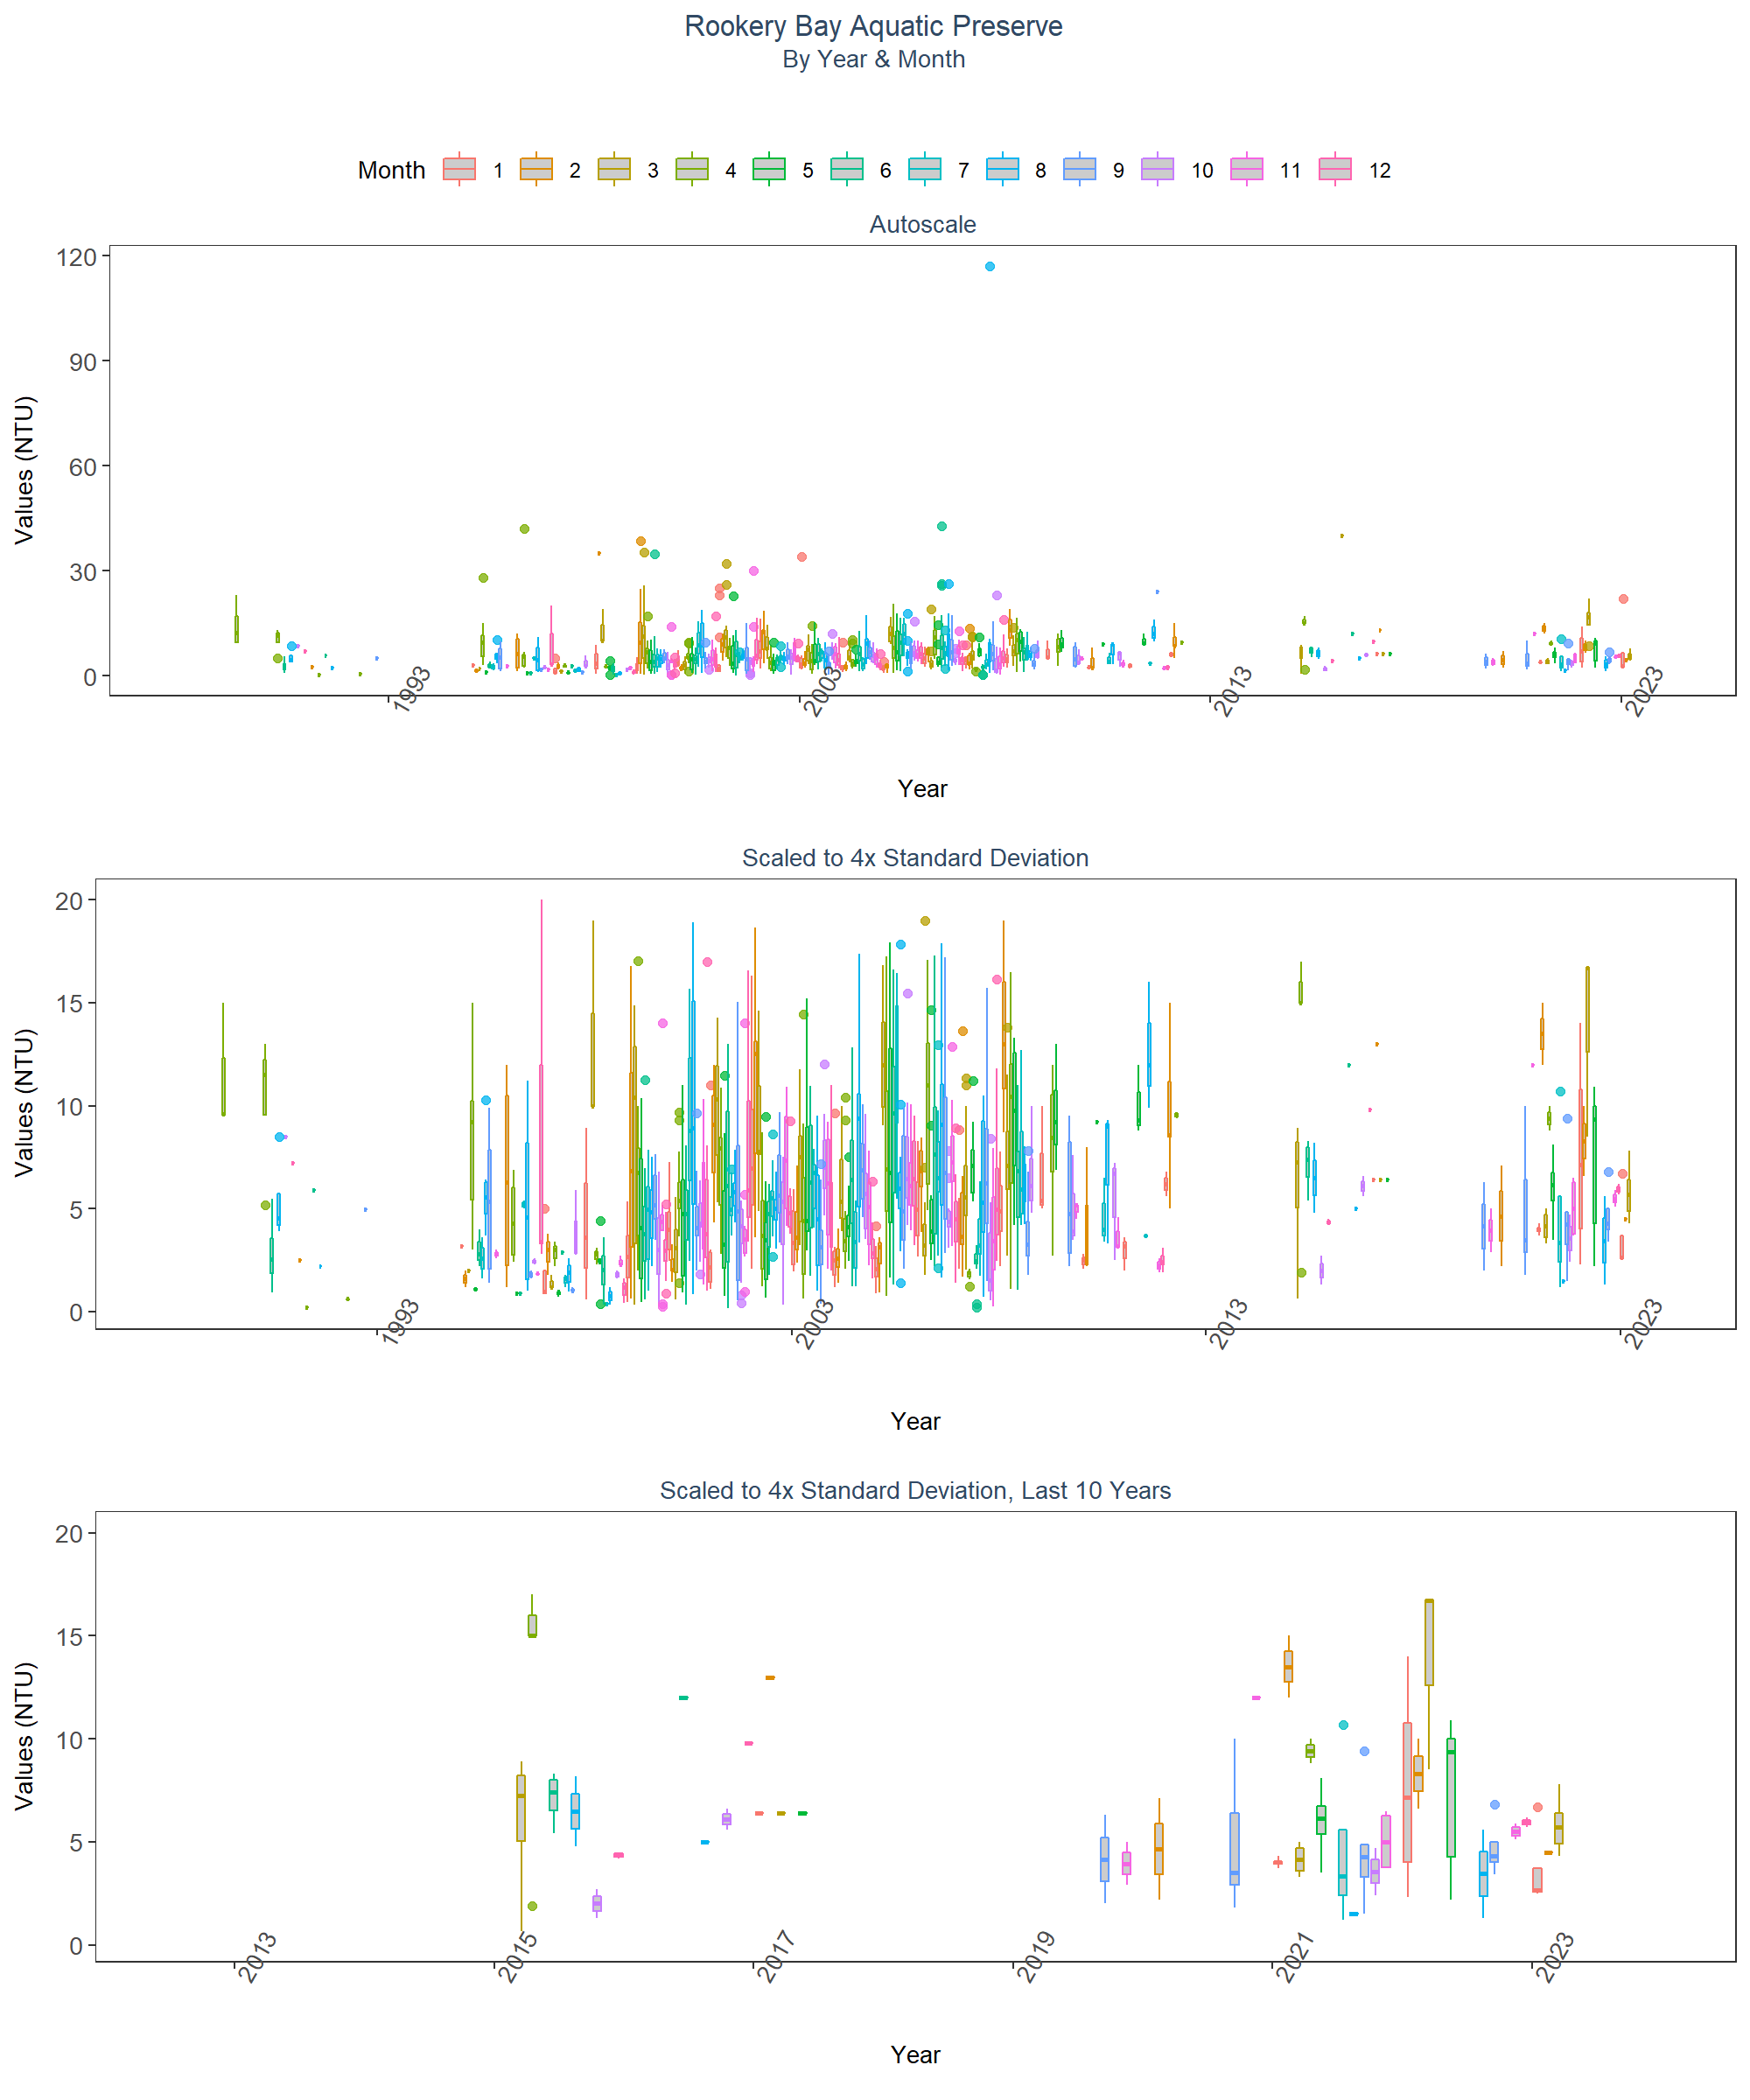 Rookery Bay Aquatic Preserve
By Year & Month
Month 1 2 3 4 5 6 7 8 9 10 11 12
Autoscale
120
90
60
30
0
Values (NTU)
1993 2003 2013 2023
Year
Scaled to 4x Standard Deviation
20
15
10
5
0
Values (NTU)
1993 2003 2013 2023
Year
Scaled to 4x Standard Deviation, Last 10 Years
20
15
10
5
0
Values (NTU)
2013 2015 2017 2019 2021 2023
Year